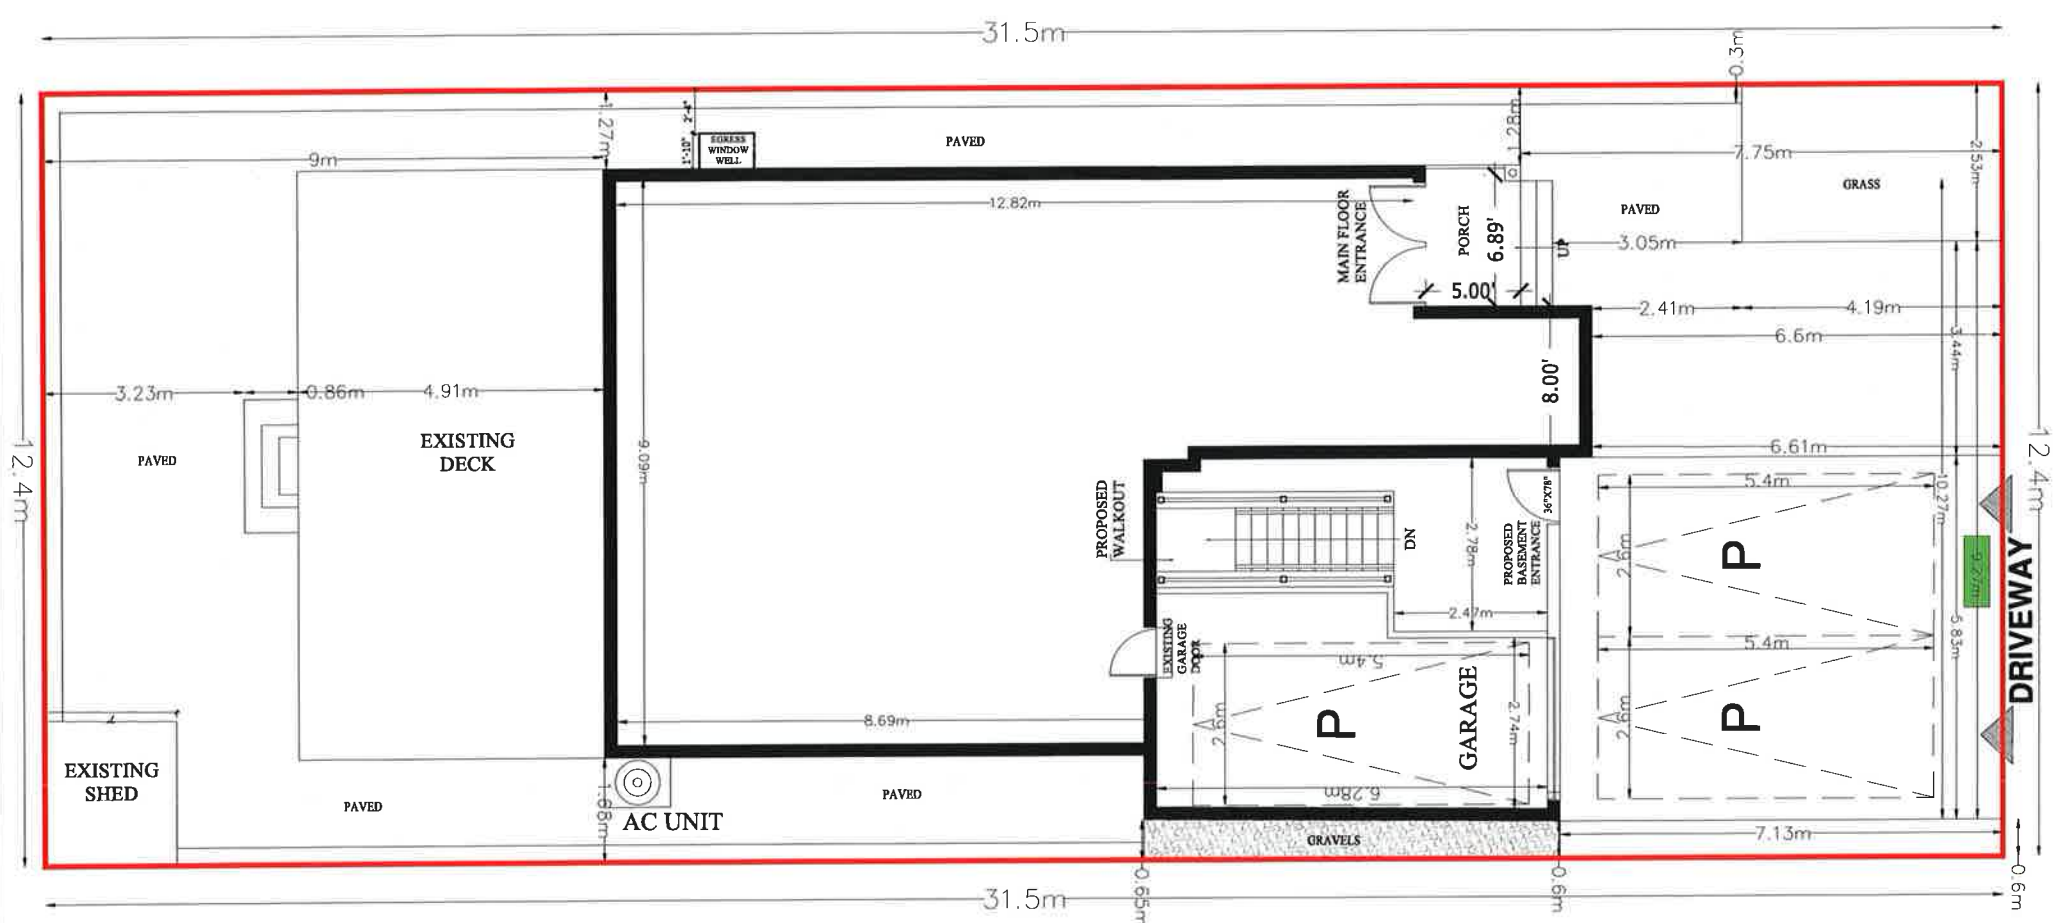 31.5m
0.3m
1.27m
2'-4"
1'-10"
EGRESS
WINDOW
WELL
PAVED
1.28m
7.75m
2.53m
9m
GRASS
PAVED
12.82m
MAIN FLOOR
ENTRANCE
PORCH
6.89'
5.00'
3.05m
2.41m
4.19m
6.6m
3.44m
8.00'
3.23m
0.86m
4.91m
EXISTING
DECK
PAVED
9.09m
12.4m
12.4m
6.61m
PROPOSED
WALKOUT
DN
2.78m
36"X78"
PROPOSED
BASEMENT
ENTRANCE
5.4m
10.27m
2.6m
P
9.27m
DRIVEWAY
2.47m
EXISTING
GARAGE
DOOR
5.4m
5.4m
5.83m
2.6m
P
GARAGE
2.74m
2.6m
P
8.69m
6.28m
EXISTING
SHED
PAVED
1.88m
AC UNIT
PAVED
GRAVELS
7.13m
0.65m
0.6m
0.6m
31.5m